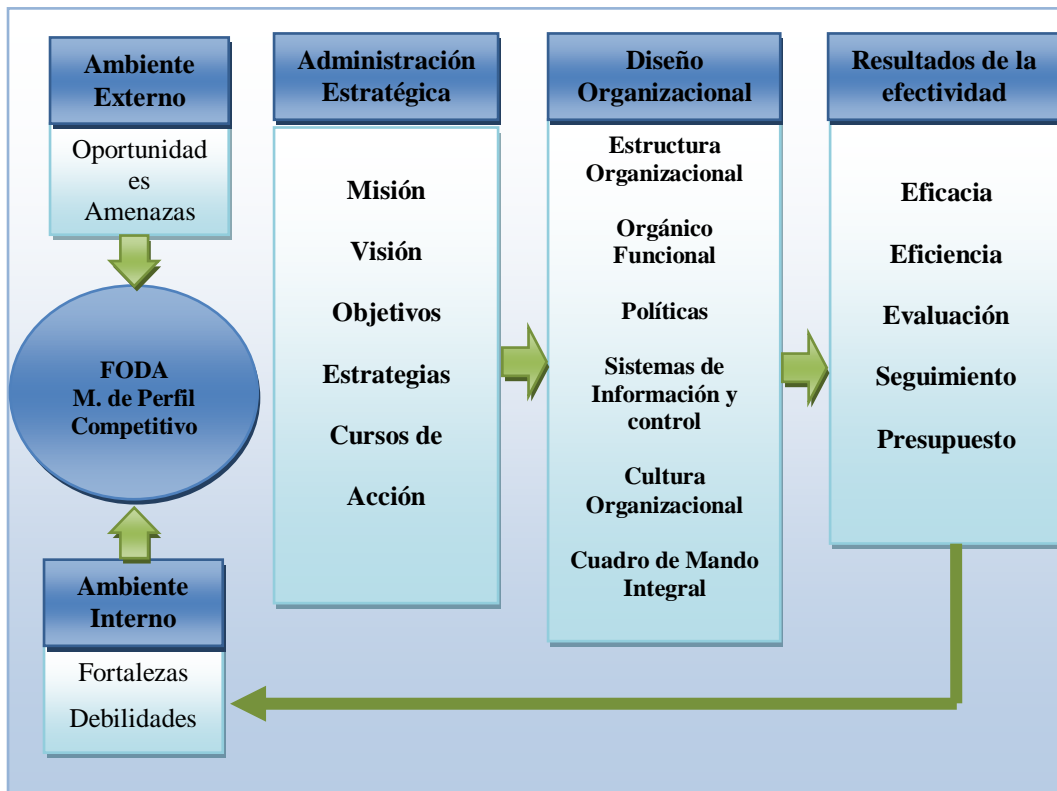 Ambiente
Externo
Oportunidad
es
Amenazas
FODA
M. de Perfil
Competitivo
Ambiente
Interno
Fortalezas
Debilidades
Administración
Estratégica
Misión
Visión
Objetivos
Estrategias
Cursos de
Acción
Diseño
Organizacional
Estructura
Organizacional
Orgánico
Funcional
Políticas
Sistemas de
Información y
control
Cultura
Organizacional
Cuadro de Mando
Integral
Resultados de la
efectividad
Eficacia
Eficiencia
Evaluación
Seguimiento
Presupuesto